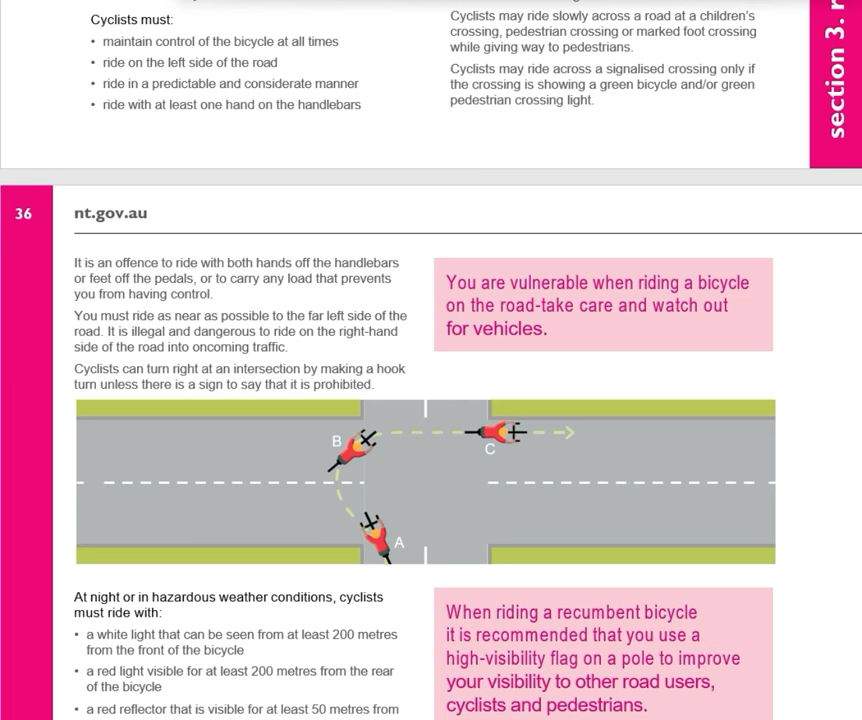 Cyclists must:
• maintain control of the bicycle at all times
• ride on the left side of the road
• ride in a predictable and considerate manner
• ride with at least one hand on the handlebars
Cyclists may ride slowly across a road at a children's
crossing, pedestrian crossing or marked foot crossing
while giving way to pedestrians.
Cyclists may ride across a signalised crossing only if
the crossing is showing a green bicycle and/or green
pedestrian crossing light.
section 3.
36
nt.gov.au
It is an offence to ride with both hands off the handlebars
or feet off the pedals, or to carry any load that prevents
you from having control.
You must ride as near as possible to the far left side of the
road. It is illegal and dangerous to ride on the right-hand
side of the road into oncoming traffic.
Cyclists can turn right at an intersection by making a hook
turn unless there is a sign to say that it is prohibited.
You are vulnerable when riding a bicycle
on the road-take care and watch out
for vehicles.
B
C
A
At night or in hazardous weather conditions, cyclists
must ride with:
• a white light that can be seen from at least 200 metres
from the front of the bicycle
• a red light visible for at least 200 metres from the rear
of the bicycle
• a red reflector that is visible for at least 50 metres from
When riding a recumbent bicycle
it is recommended that you use a
high-visibility flag on a pole to improve
your visibility to other road users,
cyclists and pedestrians.